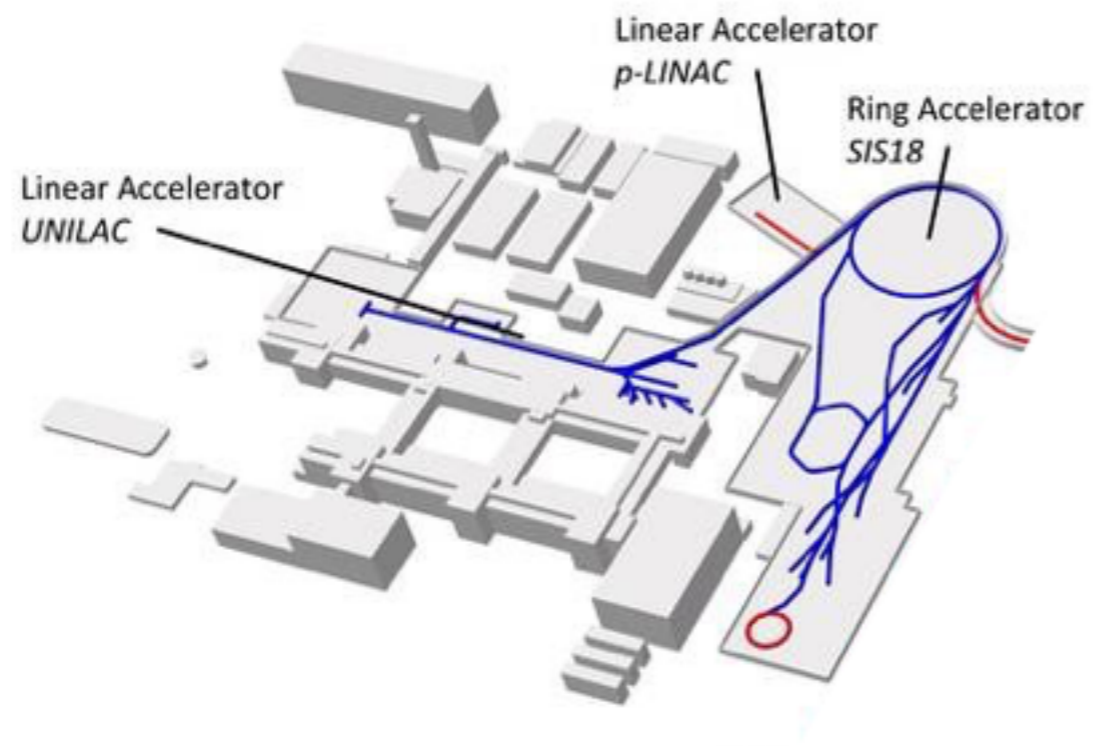 Linear Accelerator
p-LINAC
Ring Accelerator
SIS18
Linear Accelerator
UNILAC